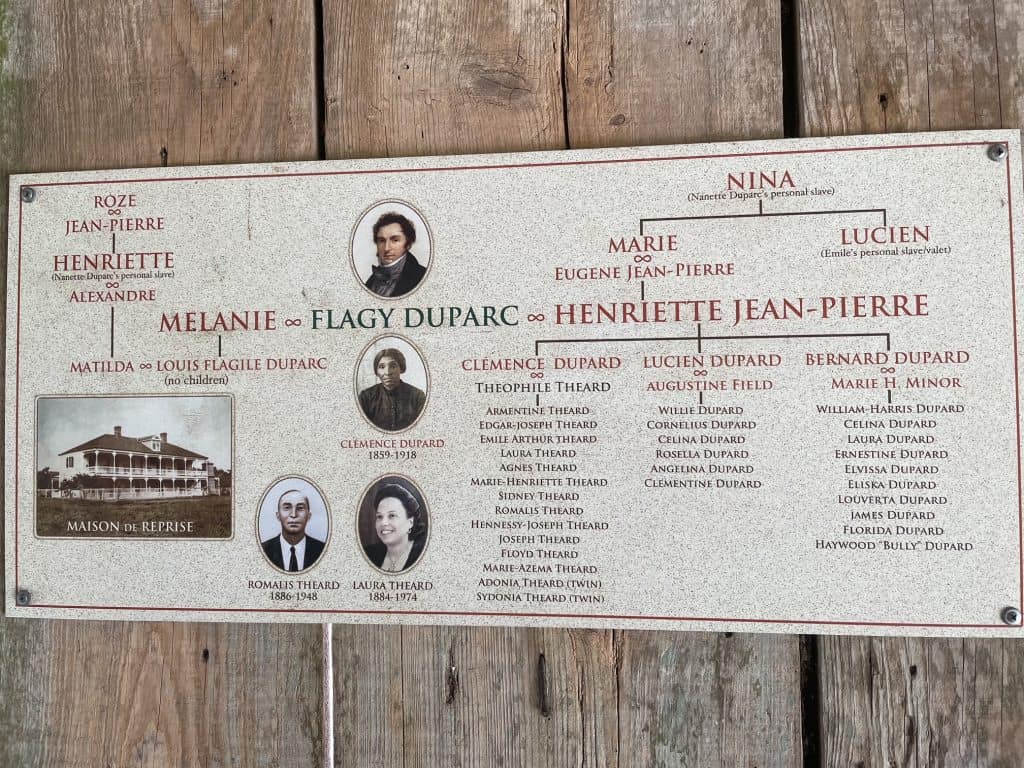 ROZE
∞
JEAN-PIERRE
HENRIETTE
(Nanette Duparc's personal slave)
∞
ALEXANDRE
NINA
(Nanette Duparc's personal slave)
MARIE
∞
EUGENE JEAN-PIERRE
LUCIEN
(Emile's personal slave/valet)
MELANIE ∞ FLAGY DUPARC ∞ HENRIETTE JEAN-PIERRE
MATILDA ∞ LOUIS FLAGILE DUPARC
(no children)
CLÉMENCE DUPARD
∞
THEOPHILE THEARD
ARMENTINE THEARD
EDGAR-JOSEPH THEARD
EMILE ARTHUR THEARD
LAURA THEARD
AGNES THEARD
MARIE-HENRIETTE THEARD
SIDNEY THEARD
ROMALIS THEARD
HENNESSY-JOSEPH THEARD
JOSEPH THEARD
FLOYD THEARD
MARIE-AZEMA THEARD
ADONIA THEARD (TWIN)
SYDONIA THEARD (TWIN)
LUCIEN DUPARD
∞
AUGUSTINE FIELD
WILLIE DUPARD
CORNELIUS DUPARD
CELINA DUPARD
ROSELLA DUPARD
ANGELINA DUPARD
CLEMENTINE DUPARD
BERNARD DUPARD
∞
MARIE H. MINOR
WILLIAM-HARRIS DUPARD
CELINA DUPARD
LAURA DUPARD
ERNESTINE DUPARD
ELVISSA DUPARD
ELISKA DUPARD
LOUVERTA DUPARD
JAMES DUPARD
FLORIDA DUPARD
HAYWOOD "BULLY" DUPARD
CLÉMENCE DUPARD
1859-1918
MAISON DE REPRISE
ROMALIS THEARD
1886-1948
LAURA THEARD
1884-1974